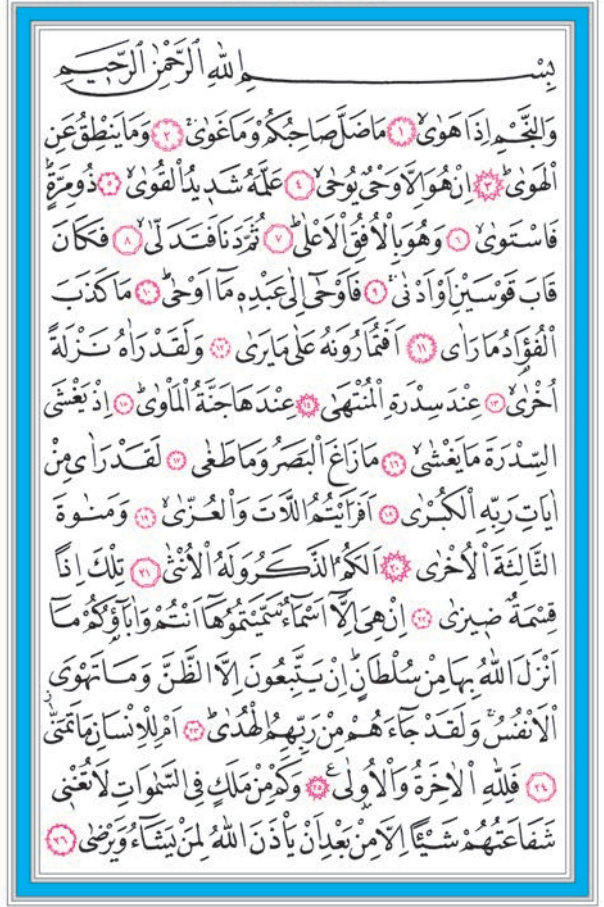 بِسْمِ اللّٰهِ الرَّحْمٰنِ الرَّحٖيمِ
وَالنَّجْمِ اِذَا هَوٰىۙ ﴿١﴾ مَا ضَلَّ صَاحِبُكُمْ وَمَا غَوٰىۚ ﴿٢﴾ وَمَا يَنْطِقُ عَنِ
الْهَوٰىؕ ﴿٣﴾ اِنْ هُوَ اِلَّا وَحْيٌ يُوحٰىۙ ﴿٤﴾ عَلَّمَهُ شَدٖيدُ الْقُوٰىۙ ﴿٥﴾ ذُو مِرَّةٍؕ
فَاسْتَوٰىۙ ﴿٦﴾ وَهُوَ بِالْاُفُقِ الْاَعْلٰىؕ ﴿٧﴾ ثُمَّ دَنَا فَتَدَلّٰىۙ ﴿٨﴾ فَكَانَ
قَابَ قَوْسَيْنِ اَوْ اَدْنٰىۚ ﴿٩﴾ فَاَوْحٰٓى اِلٰى عَبْدِهٖ مَٓا اَوْحٰىؕ ﴿١٠﴾ مَا كَذَبَ
الْفُؤٰادُ مَا رَاٰى ﴿١١﴾ اَفَتُمَارُونَهُ عَلٰى مَا يَرٰى ﴿١٢﴾ وَلَقَدْ رَاٰهُ نَزْلَةً
اُخْرٰىۙ ﴿١٣﴾ عِنْدَ سِدْرَةِ الْمُنْتَهٰى ﴿١٤﴾ عِنْدَهَا جَنَّةُ الْمَاْوٰىؕ ﴿١٥﴾ اِذْ يَغْشَى
السِّدْرَةَ مَا يَغْشٰىۙ ﴿١٦﴾ مَا زَاغَ الْبَصَرُ وَمَا طَغٰى ﴿١٧﴾ لَقَدْ رَاٰى مِنْ
اٰيَاتِ رَبِّهِ الْكُبْرٰى ﴿١٨﴾ اَفَرَاَيْتُمُ اللَّاتَ وَالْعُزّٰىۙ ﴿١٩﴾ وَمَنٰوةَ
الثَّالِثَةَ الْاُخْرٰى ﴿٢٠﴾ اَلَكُمُ الذَّكَرُ وَلَهُ الْاُنْثٰى ﴿٢١﴾ تِلْكَ اِذًا
قِسْمَةٌ ضٖيزٰى ﴿٢٢﴾ اِنْ هِيَ اِلَّٓا اَسْمَٓاءٌ سَمَّيْتُمُوهَٓا اَنْتُمْ وَاٰبَٓاؤُ۬كُمْ مَٓا
اَنْزَلَ اللّٰهُ بِهَا مِنْ سُلْطَانٍؕ اِنْ يَتَّبِعُونَ اِلَّا الظَّنَّ وَمَا تَهْوَى
الْاَنْفُسُۚ وَلَقَدْ جَٓاءَهُمْ مِنْ رَبِّهِمُ الْهُدٰىؕ ﴿٢٣﴾ اَمْ لِلْاِنْسَانِ مَا تَمَنّٰىؗ
﴿٢٤﴾ فَلِلّٰهِ الْاٰخِرَةُ وَالْاُو۫لٰى ع ﴿٢٥﴾ وَكَمْ مِنْ مَلَكٍ فِي السَّمٰوَاتِ لَا تُغْنٖي
شَفَاعَتُهُمْ شَيْـًٔا اِلَّا مِنْ بَعْدِ اَنْ يَاْذَنَ اللّٰهُ لِمَنْ يَشَٓاءُ وَيَرْضٰى ﴿٢٦﴾